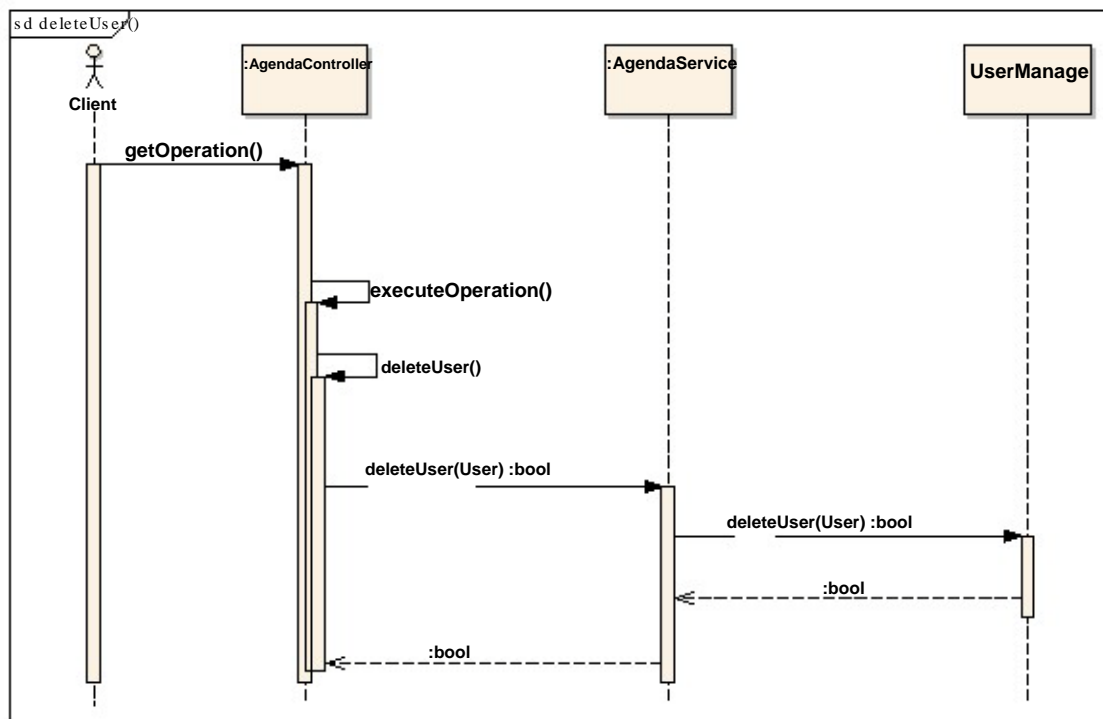 sd deleteUser()
:AgendaController
:AgendaService
UserManage
Client
getOperation()
executeOperation()
deleteUser()
deleteUser(User) :bool
deleteUser(User) :bool
:bool
:bool